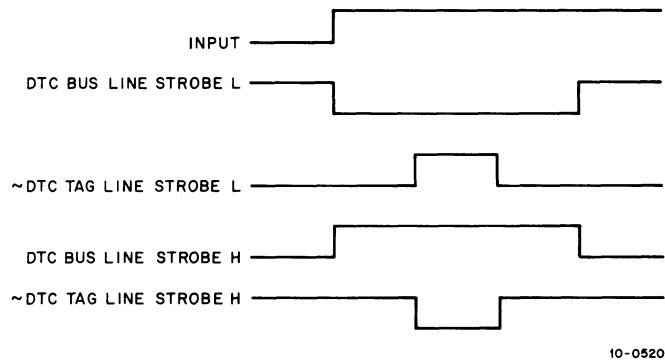 INPUT
DTC BUS LINE STROBE L
~DTC TAG LINE STROBE L
DTC BUS LINE STROBE H
~DTC TAG LINE STROBE H
10-0520